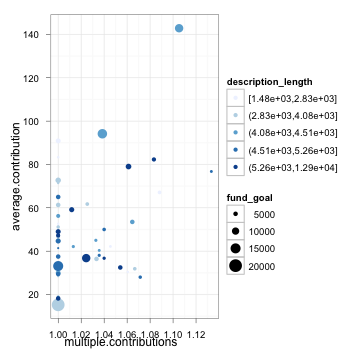 140
120
100
80
60
40
20
average.contribution
1.00 1.02 1.04 1.06 1.08 1.10 1.12
multiple.contributions
description_length
[1.48e+03,2.83e+03]
(2.83e+03,4.08e+03]
(4.08e+03,4.51e+03]
(4.51e+03,5.26e+03]
(5.26e+03,1.29e+04]
fund_goal
5000
10000
15000
20000